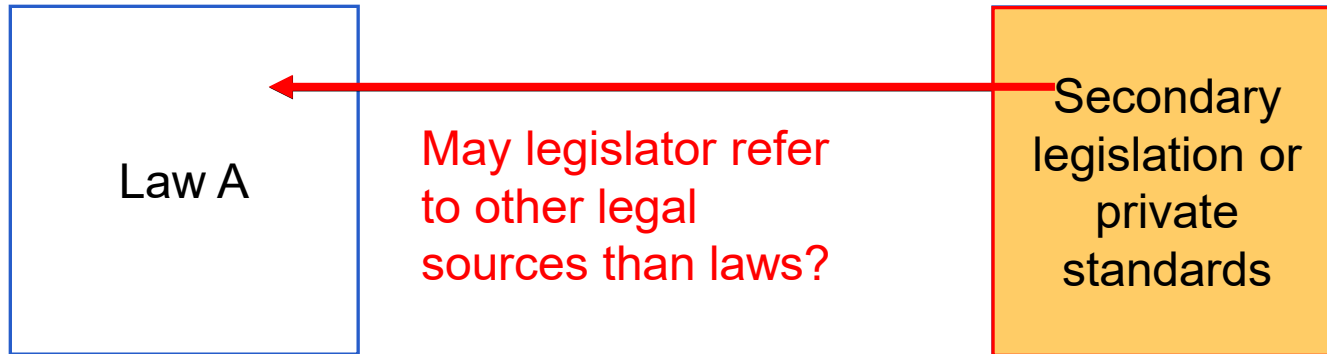 Law A
May legislator refer
to other legal
sources than laws?
Secondary
legislation or
private
standards